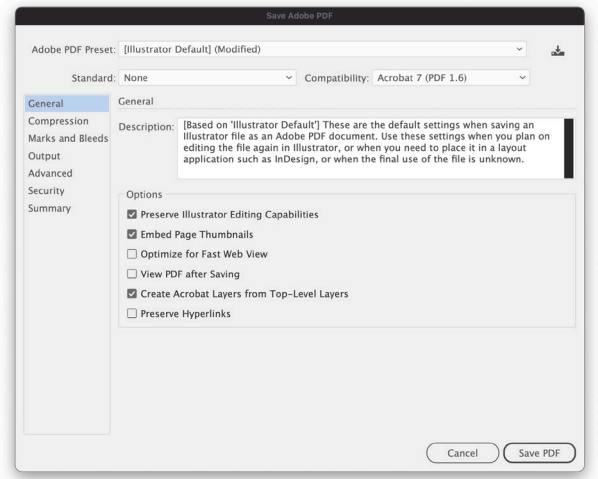 Save Adobe PDF
Adobe PDF Preset: [Illustrator Default] (Modified)
Standard: None
Compatibility: Acrobat 7 (PDF 1.6)
General
Compression
Marks and Bleeds
Output
Advanced
Security
Summary
General
Description: [Based on 'Illustrator Default'] These are the default settings when saving an
Illustrator file as an Adobe PDF document. Use these settings when you plan on
editing the file again in Illustrator, or when you need to place it in a layout
application such as InDesign, or when the final use of the file is unknown.
Options
Preserve Illustrator Editing Capabilities
Embed Page Thumbnails
Optimize for Fast Web View
View PDF after Saving
Create Acrobat Layers from Top-Level Layers
Preserve Hyperlinks
Cancel
Save PDF